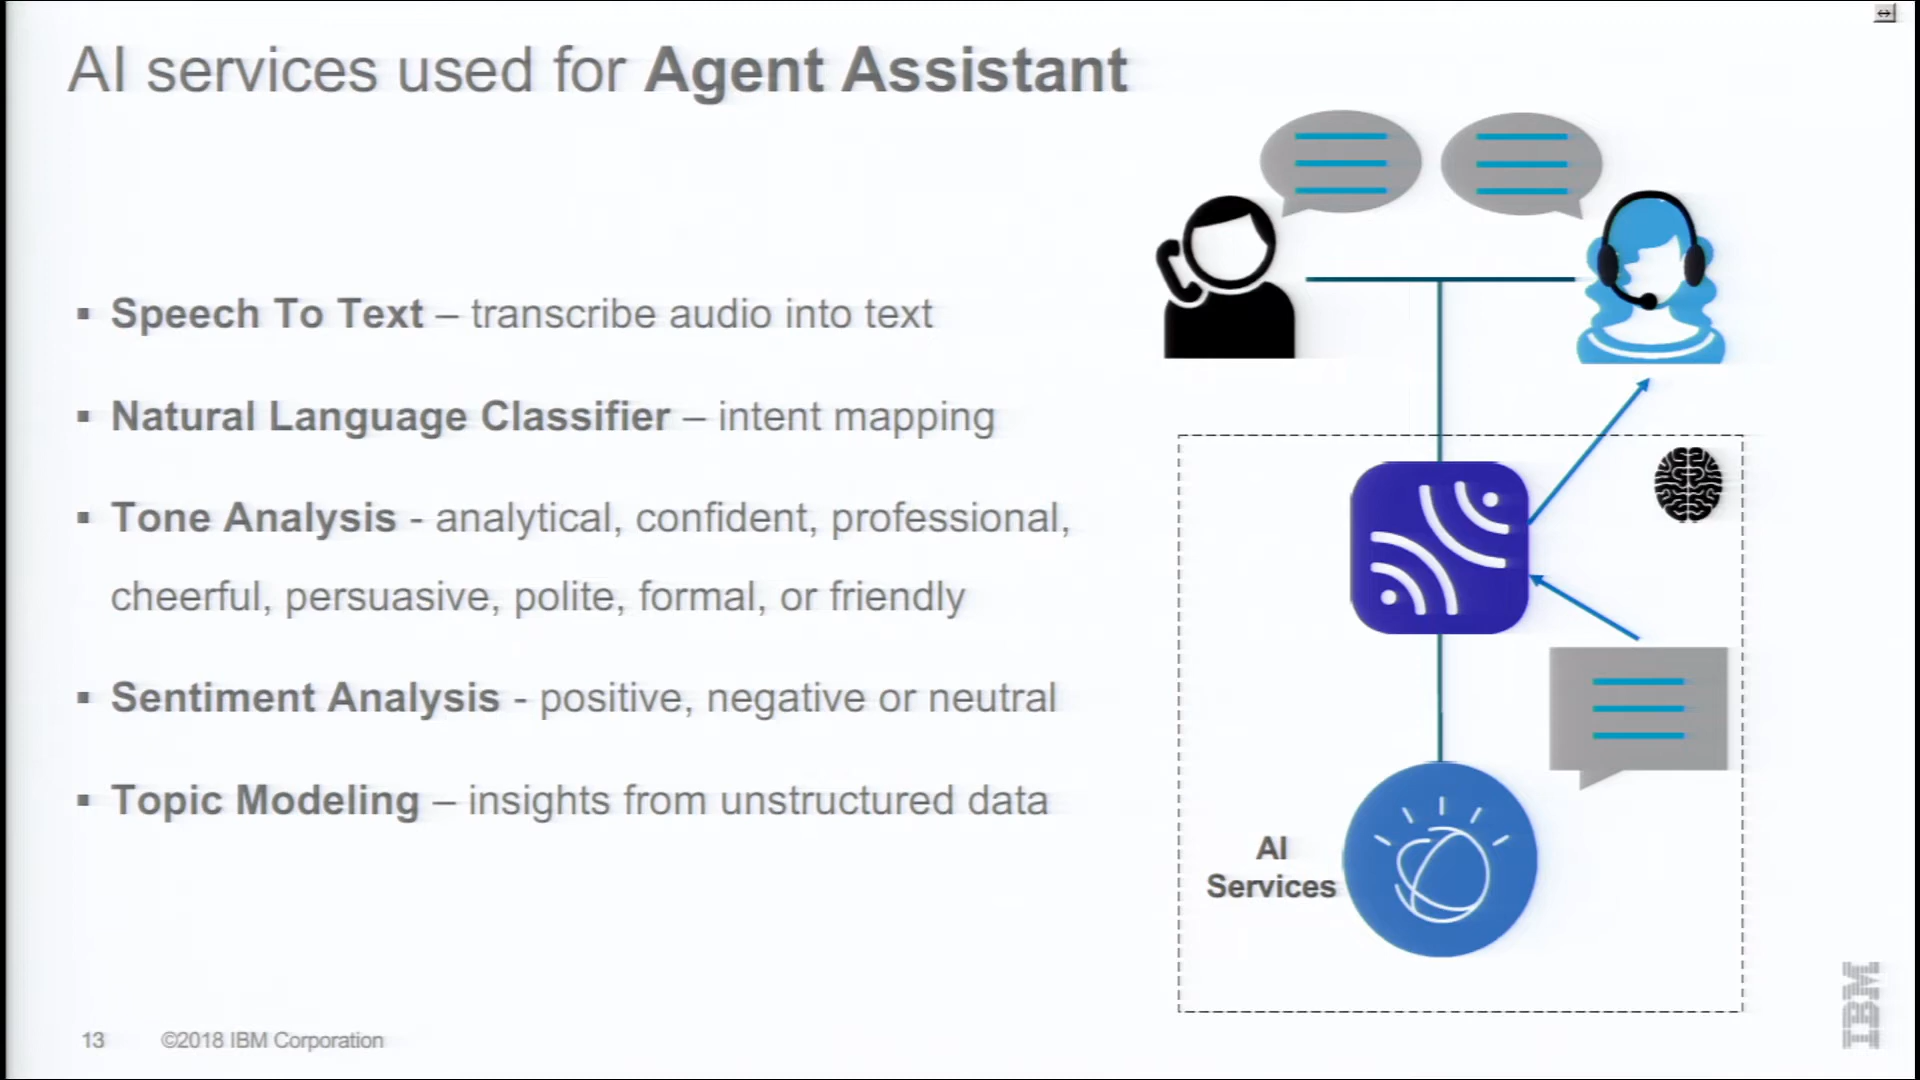 AI services used for Agent Assistant
▪ Speech To Text – transcribe audio into text
▪ Natural Language Classifier – intent mapping
▪ Tone Analysis - analytical, confident, professional,
cheerful, persuasive, polite, formal, or friendly
▪ Sentiment Analysis - positive, negative or neutral
▪ Topic Modeling – insights from unstructured data
AI
Services
13 ©2018 IBM Corporation
IBM